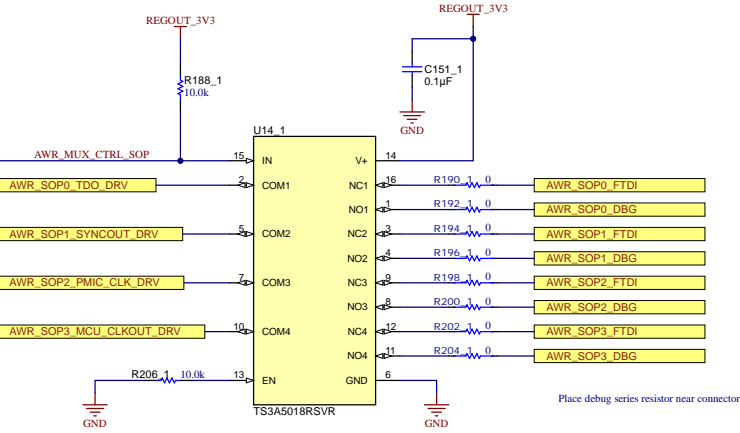 REGOUT_3V3
REGOUT_3V3
R188_1
10.0k
C151_1
0.1µF
GND
U14_1
AWR_MUX_CTRL_SOP
15
IN
V+
14
AWR_SOP0_TDO_DRV
2
COM1
NC1
16
R190_1
0
AWR_SOP0_FTDI
NO1
1
R192_1
0
AWR_SOP0_DBG
AWR_SOP1_SYNCOUT_DRV
5
COM2
NC2
3
R194_1
0
AWR_SOP1_FTDI
NO2
4
R196_1
0
AWR_SOP1_DBG
AWR_SOP2_PMIC_CLK_DRV
7
COM3
NC3
9
R198_1
0
AWR_SOP2_FTDI
NO3
8
R200_1
0
AWR_SOP2_DBG
AWR_SOP3_MCU_CLKOUT_DRV
10
COM4
NC4
12
R202_1
0
AWR_SOP3_FTDI
NO4
11
R204_1
0
AWR_SOP3_DBG
R206_1
10.0k
13
EN
GND
6
TS3A5018RSVR
GND
GND
Place debug series resistor near connector